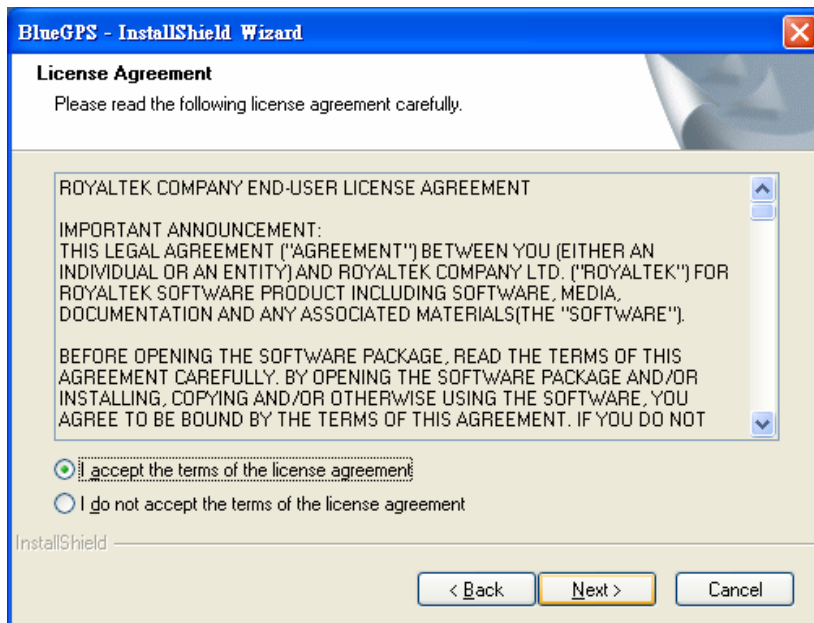 BlueGPS - InstallShield Wizard
License Agreement
Please read the following license agreement carefully.
ROYALTEK COMPANY END-USER LICENSE AGREEMENT
IMPORTANT ANNOUNCEMENT:
THIS LEGAL AGREEMENT ("AGREEMENT") BETWEEN YOU (EITHER AN
INDIVIDUAL OR AN ENTITY) AND ROYALTEK COMPANY LTD. ("ROYALTEK") FOR
ROYALTEK SOFTWARE PRODUCT INCLUDING SOFTWARE, MEDIA,
DOCUMENTATION AND ANY ASSOCIATED MATERIALS(THE "SOFTWARE").
BEFORE OPENING THE SOFTWARE PACKAGE, READ THE TERMS OF THIS
AGREEMENT CAREFULLY. BY OPENING THE SOFTWARE PACKAGE AND/OR
INSTALLING, COPYING AND/OR OTHERWISE USING THE SOFTWARE, YOU
AGREE TO BE BOUND BY THE TERMS OF THIS AGREEMENT. IF YOU DO NOT
I accept the terms of the license agreement
I do not accept the terms of the license agreement
InstallShield
< Back Next > Cancel